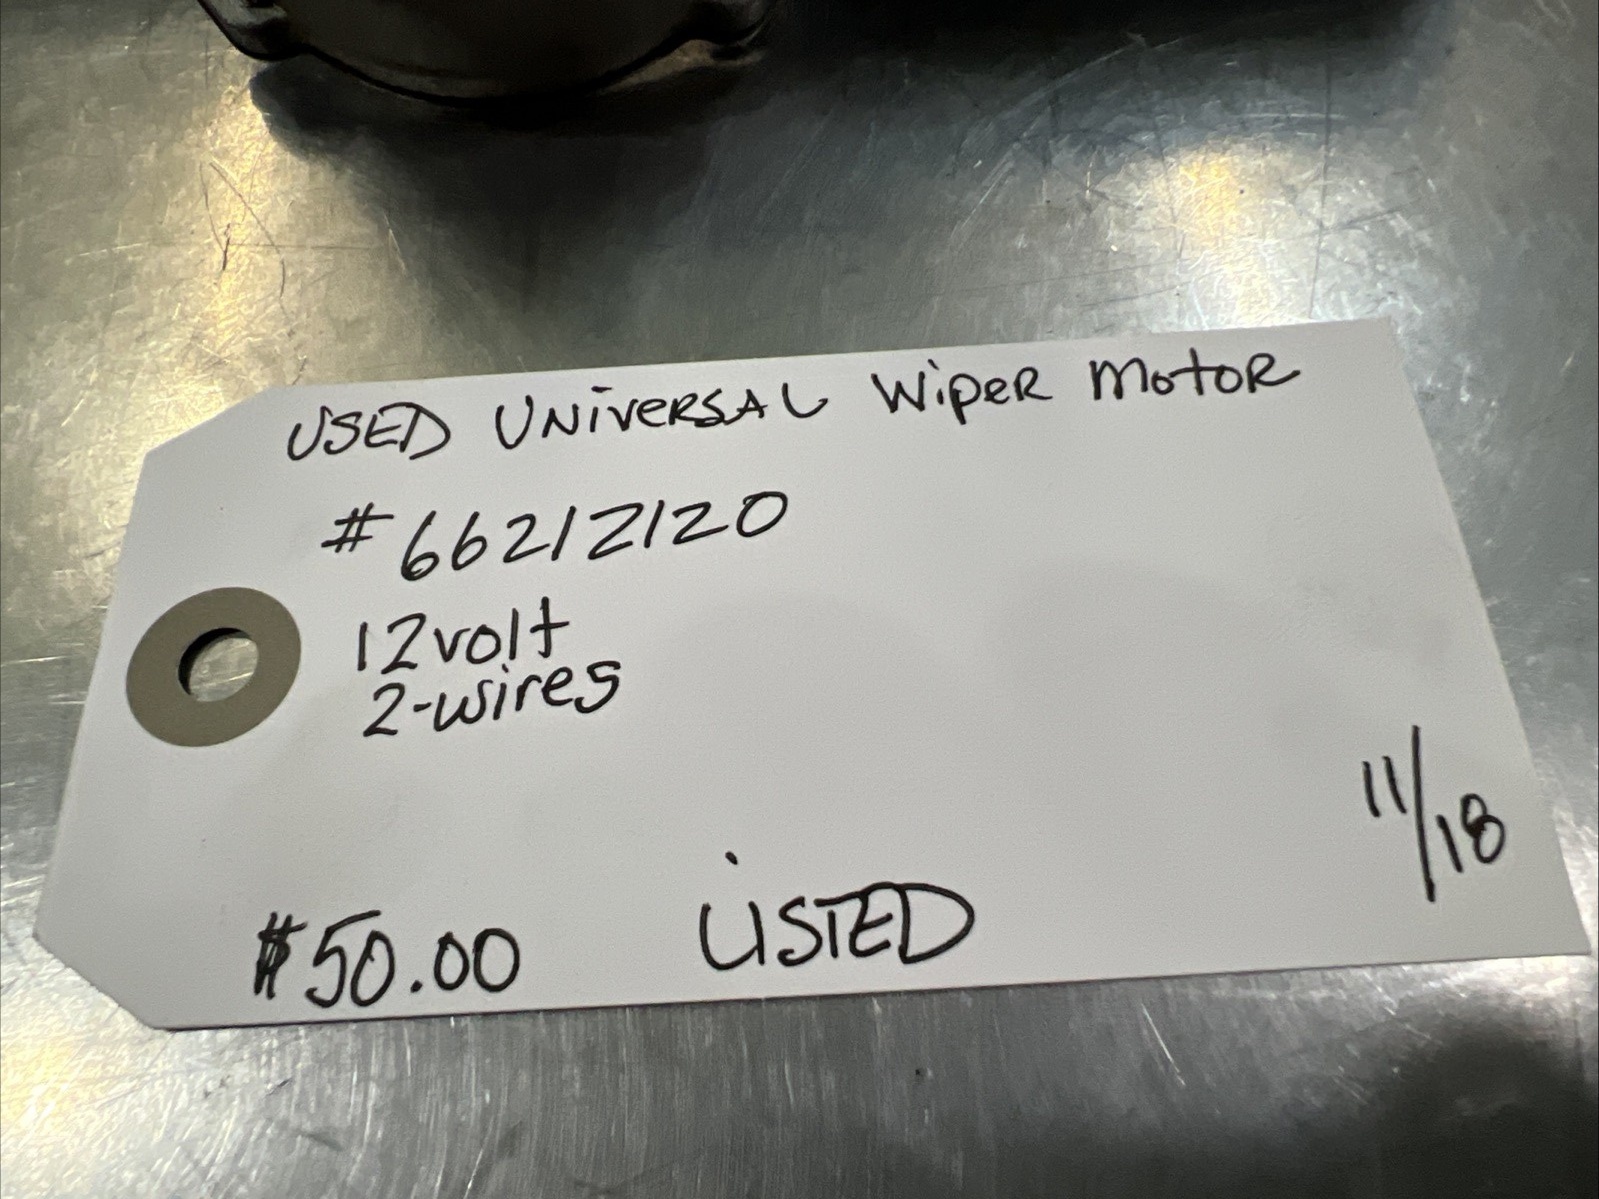 USED UNiVERSAL WiPER MOTOR
#66212120
12volt
2-wires
11/18
$50.00 LISTED